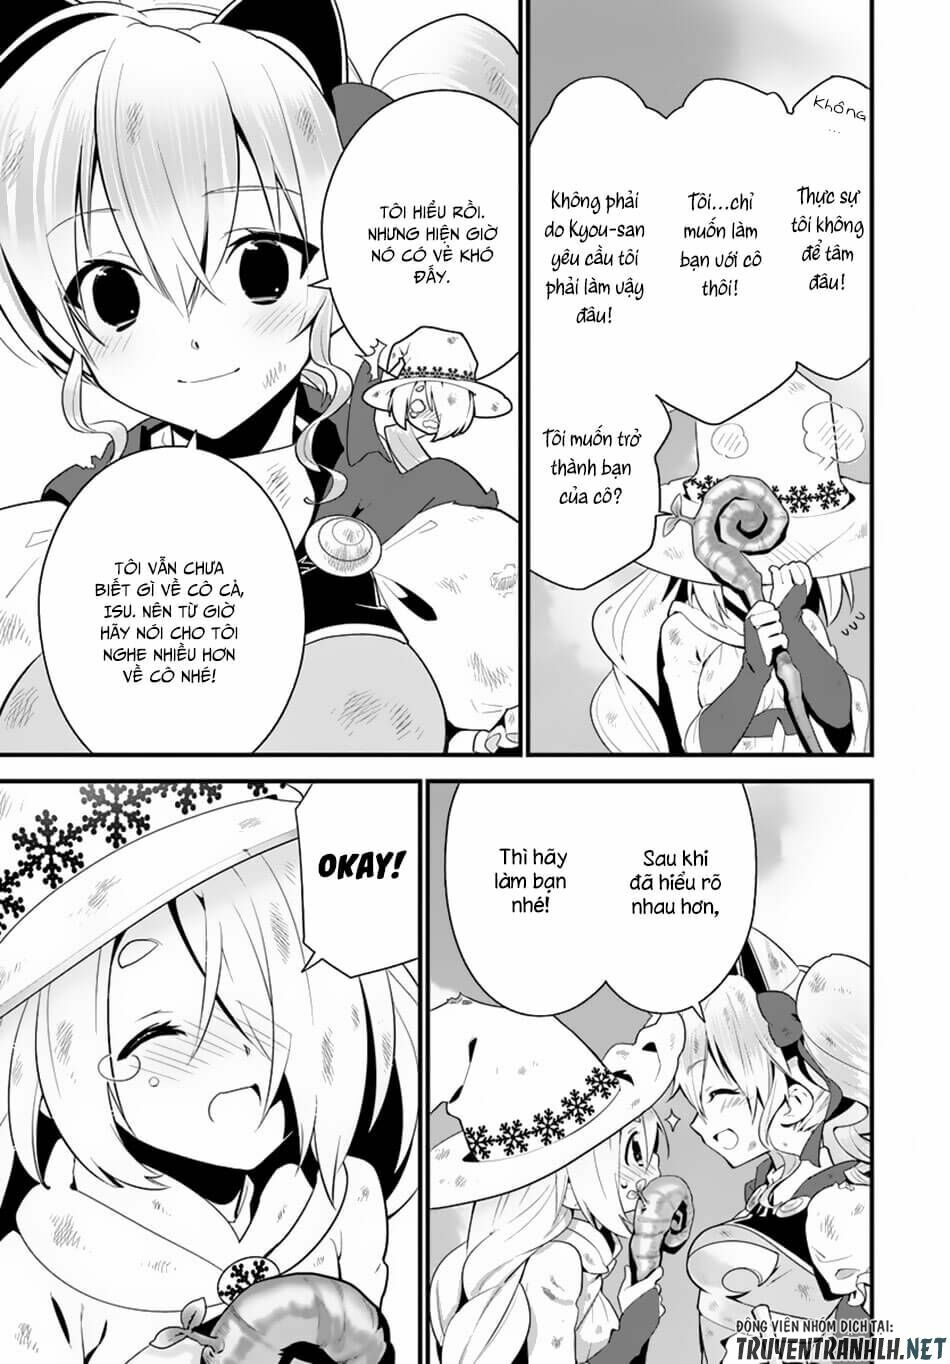 Không
...
Thực sự
tôi không
để tâm
đâu!
Tôi...chỉ
muốn làm
bạn với cô
thôi!
Không phải
do Kyou-san
yêu cầu tôi
phải làm vậy
đâu!
Tôi muốn trở
thành bạn
của cô?
TÔI HIỂU RỒI.
NHƯNG HIỆN GIỜ
NÓ CÓ VẺ KHÓ
ĐẤY.
TÔI VẪN CHƯA
BIẾT GÌ VỀ CÔ CẢ,
ISU. NÊN TỪ GIỜ
HÃY NÓI CHO TÔI
NGHE NHIỀU HƠN
VỀ CÔ NHÉ!
Sau khi
đã hiểu rõ
nhau hơn,
Thì hãy
làm bạn
nhé!
OKAY!
ĐỘNG VIÊN NHÓM DỊCH TẠI:
TRUYENTRANHLH.NET